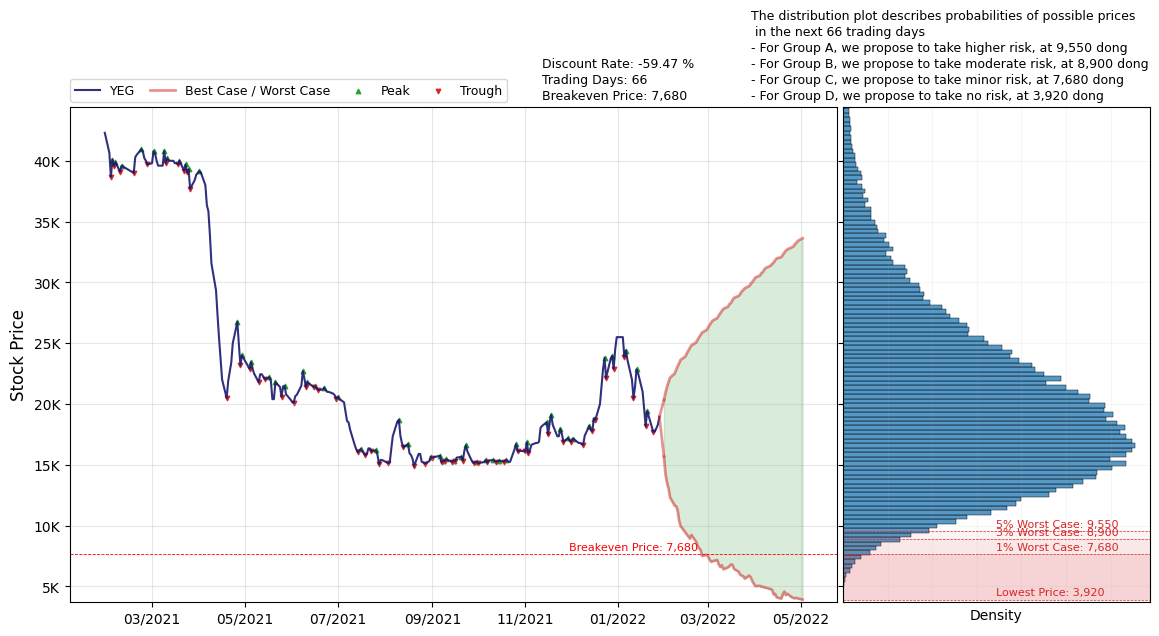 The distribution plot describes probabilities of possible prices
in the next 66 trading days
- For Group A, we propose to take higher risk, at 9,550 dong
- For Group B, we propose to take moderate risk, at 8,900 dong
- For Group C, we propose to take minor risk, at 7,680 dong
- For Group D, we propose to take no risk, at 3,920 dong
Discount Rate: -59.47 %
Trading Days: 66
Breakeven Price: 7,680
YEG
Best Case / Worst Case
Peak
Trough
Stock Price
40K
35K
30K
25K
20K
15K
10K
5K
Breakeven Price: 7,680
5% Worst Case: 9,550
3% Worst Case: 8,900
1% Worst Case: 7,680
Lowest Price: 3,920
03/2021
05/2021
07/2021
09/2021
11/2021
01/2022
03/2022
05/2022
Density